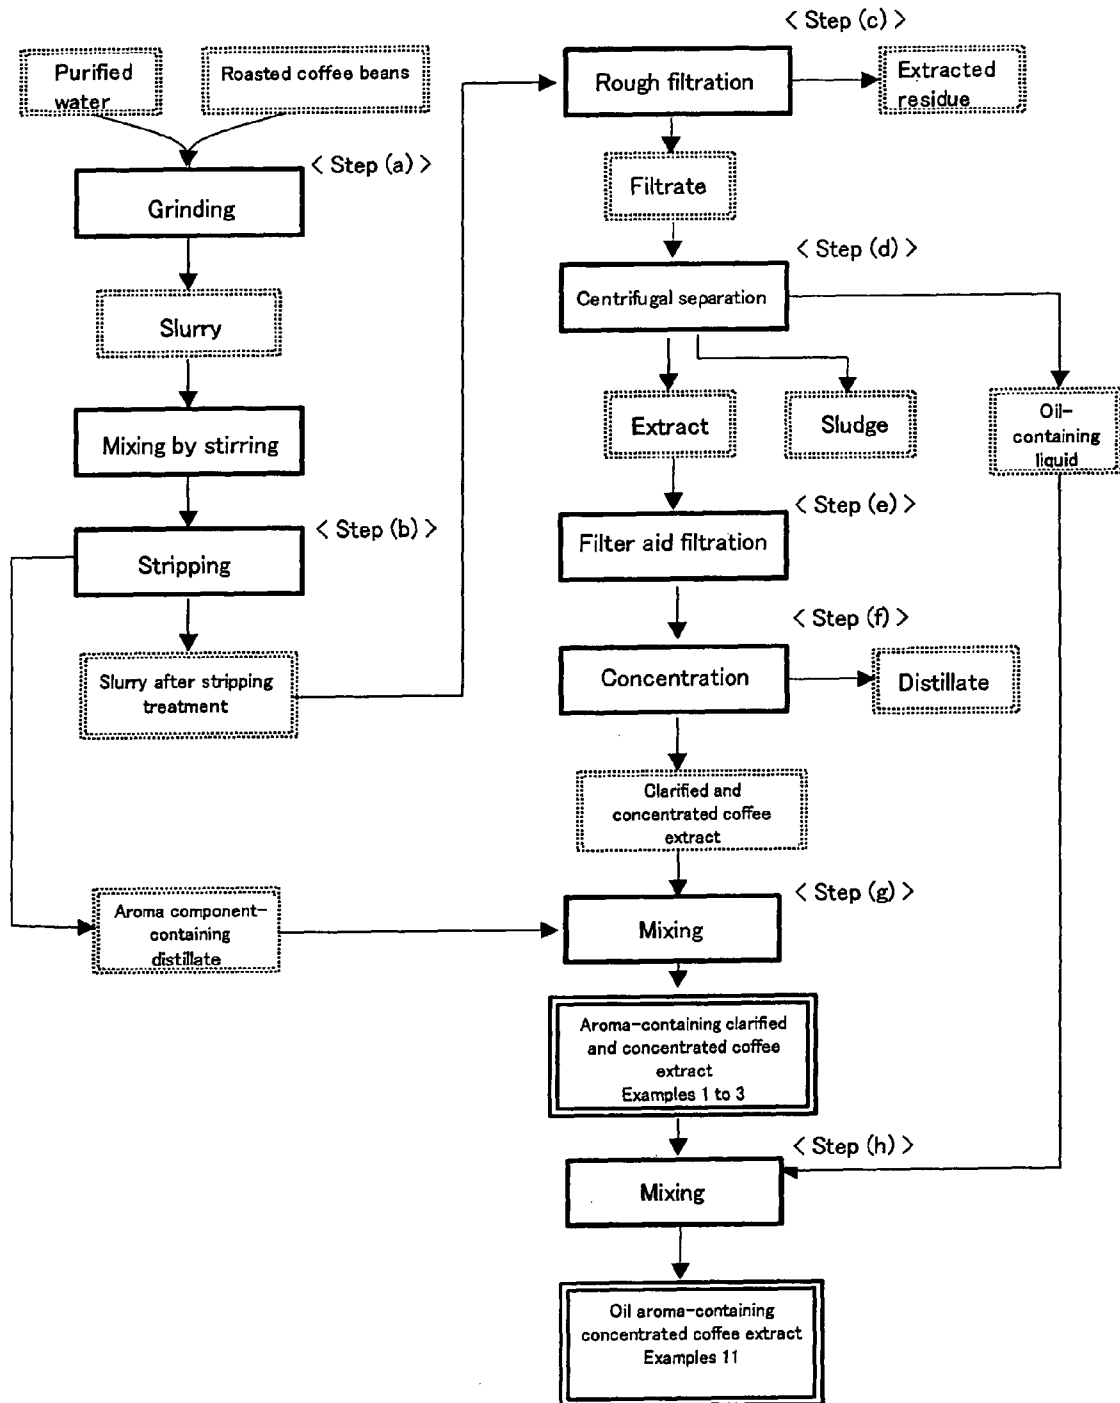 Purified
water
Roasted coffee beans
< Step (a) >
Grinding
Slurry
Mixing by stirring
< Step (b) >
Stripping
Slurry after stripping
treatment
Aroma component-
containing
distillate
< Step (c) >
Rough filtration
Extracted
residue
Filtrate
< Step (d) >
Centrifugal separation
Extract
Sludge
Oil-
containing
liquid
< Step (e) >
Filter aid filtration
< Step (f) >
Concentration
Distillate
Clarified and
concentrated coffee
extract
< Step (g) >
Mixing
Aroma-containing clarified
and concentrated coffee
extract
Examples 1 to 3
< Step (h) >
Mixing
Oil aroma-containing
concentrated coffee extract
Examples 11